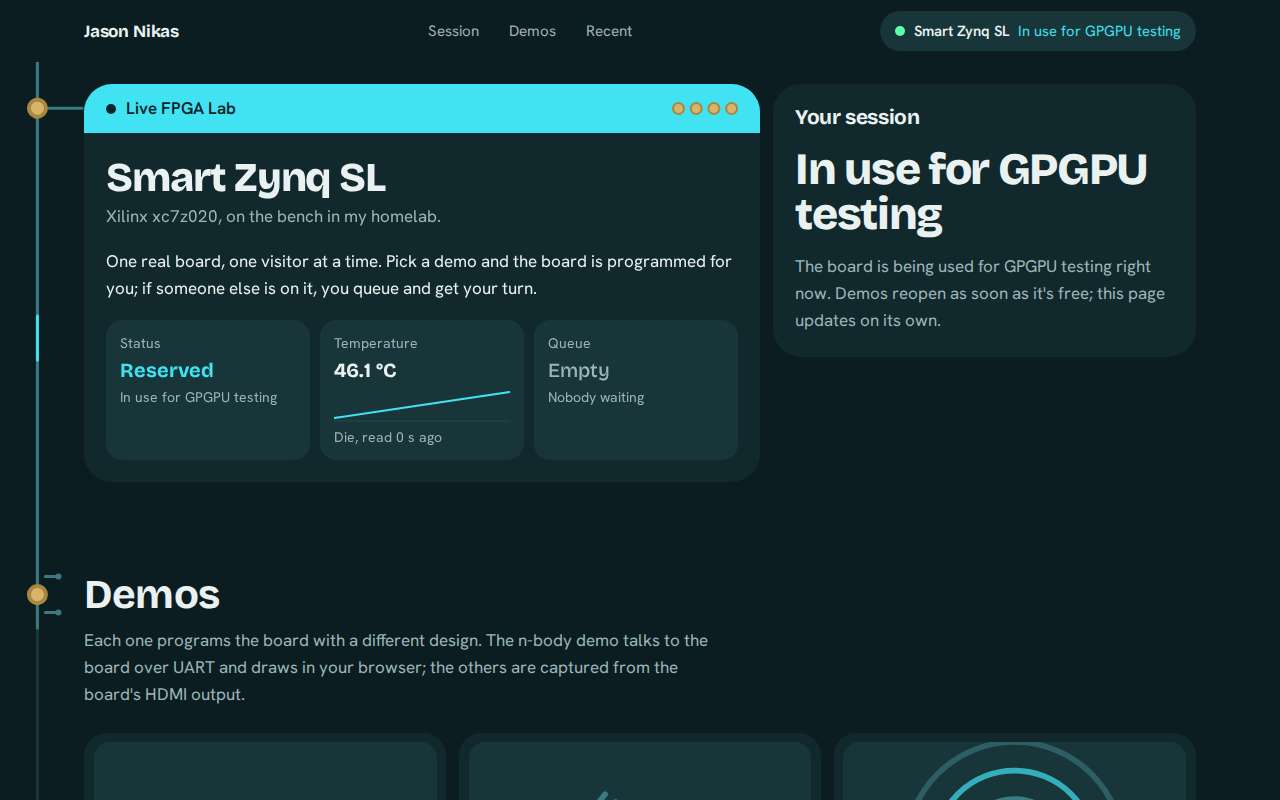 Jason Nikas
Session
Demos
Recent
Smart Zynq SL In use for GPGPU testing
Live FPGA Lab
Smart Zynq SL
Xilinx xc7z020, on the bench in my homelab.
One real board, one visitor at a time. Pick a demo and the board is programmed for
you; if someone else is on it, you queue and get your turn.
Status
Reserved
In use for GPGPU testing
Temperature
46.1 °C
Die, read 0 s ago
Queue
Empty
Nobody waiting
Your session
In use for GPGPU
testing
The board is being used for GPGPU testing right
now. Demos reopen as soon as it's free; this page
updates on its own.
Demos
Each one programs the board with a different design. The n-body demo talks to the
board over UART and draws in your browser; the others are captured from the
board's HDMI output.